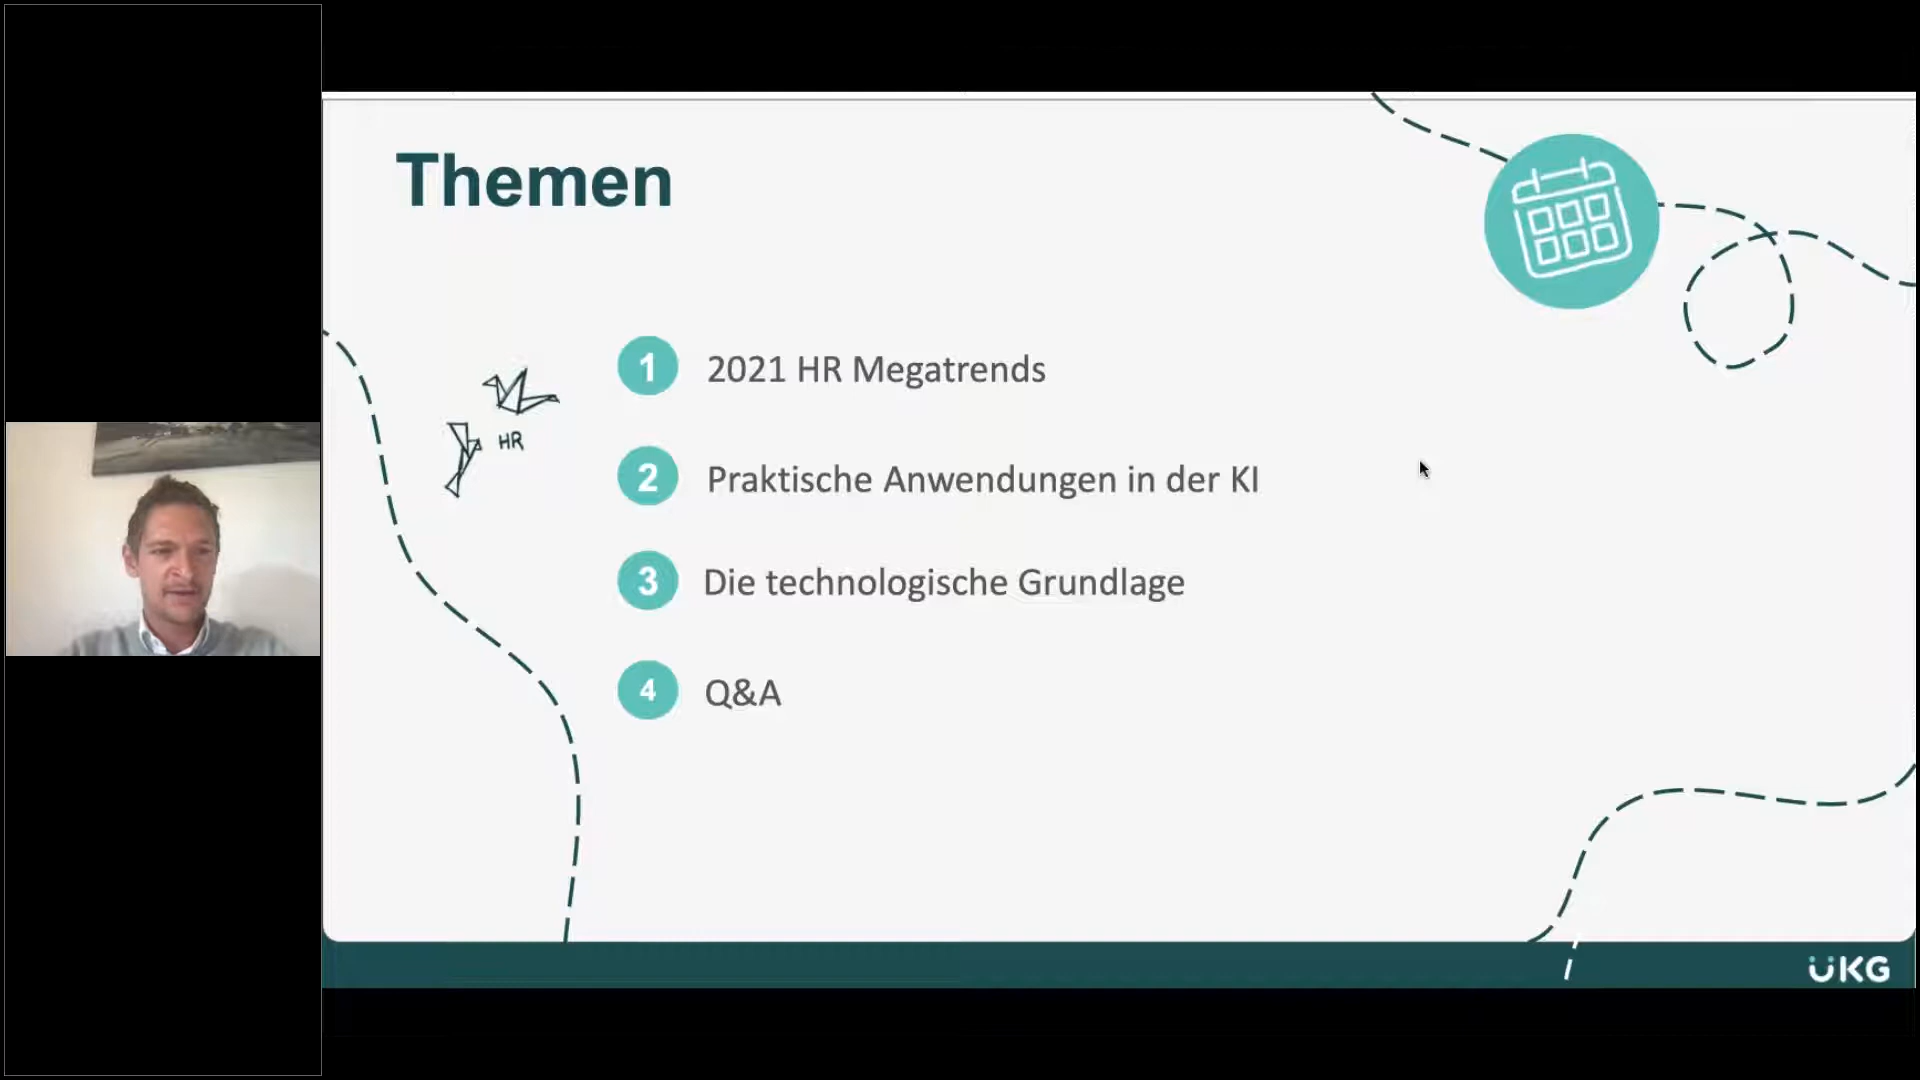 Themen
1 2021 HR Megatrends
HR
2 Praktische Anwendungen in der KI
3 Die technologische Grundlage
4 Q&A
UKG